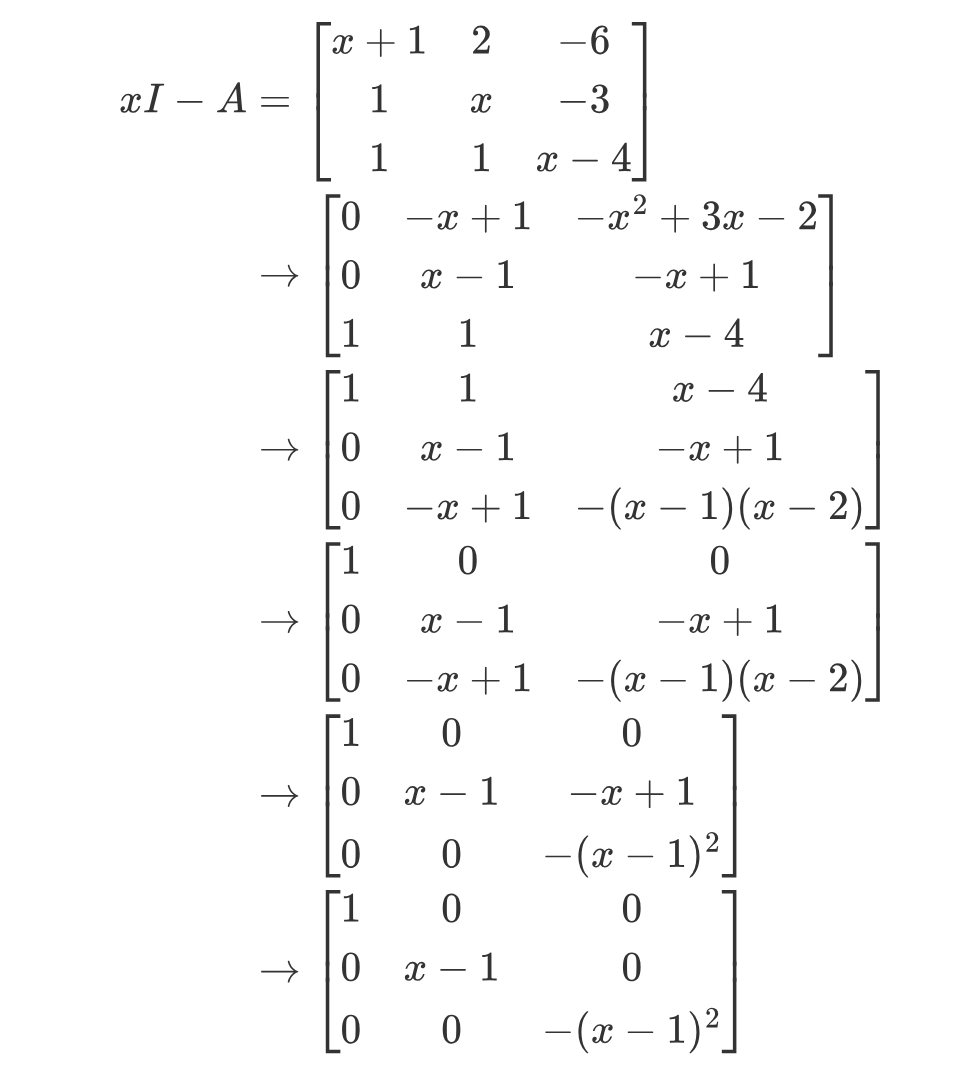 xI − A = [x + 1 2 −6
1 x −3
1 1 x − 4]
→ [0 −x + 1 −x² + 3x − 2
0 x − 1 −x + 1
1 1 x − 4]
→ [1 1 x − 4
0 x − 1 −x + 1
0 −x + 1 −(x − 1)(x − 2)]
→ [1 0 0
0 x − 1 −x + 1
0 −x + 1 −(x − 1)(x − 2)]
→ [1 0 0
0 x − 1 −x + 1
0 0 −(x − 1)²]
→ [1 0 0
0 x − 1 0
0 0 −(x − 1)²]